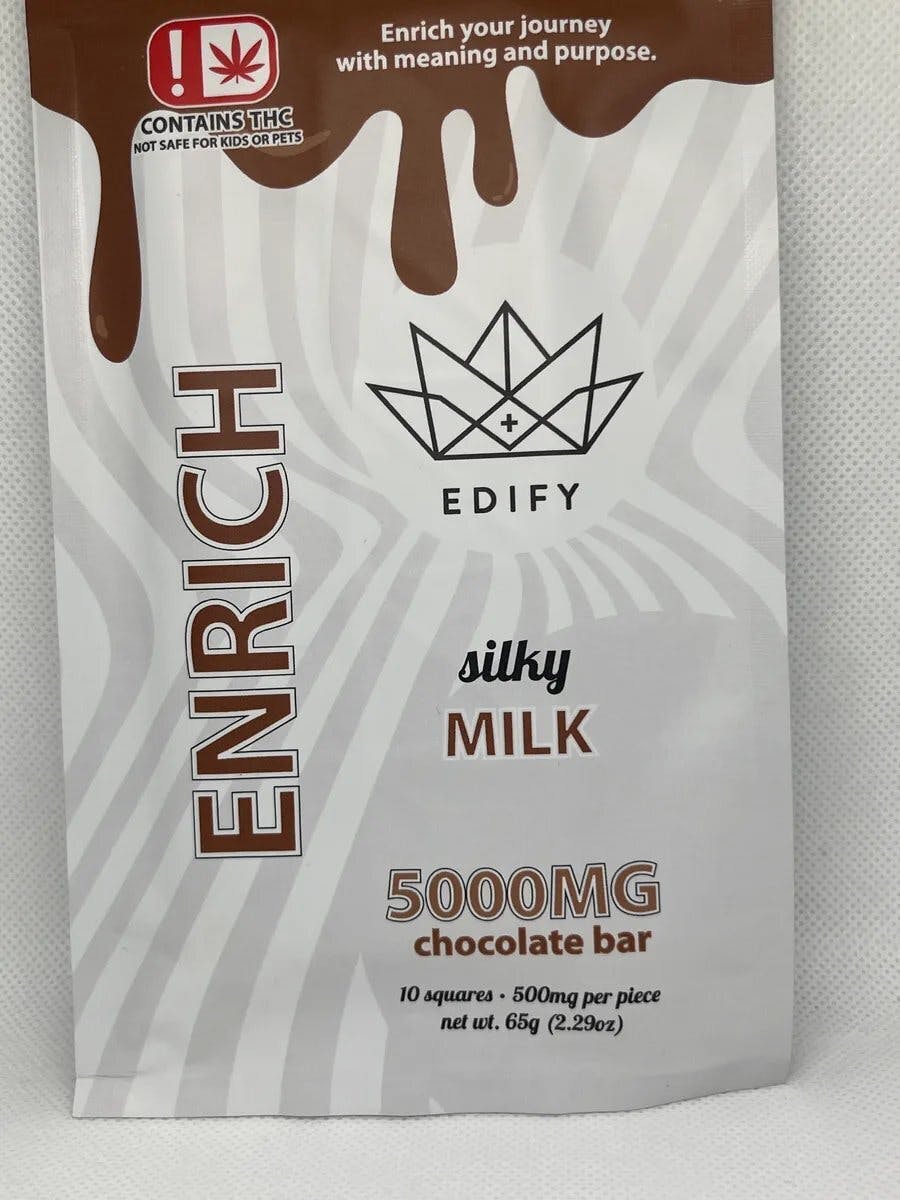 Enrich your journey
with meaning and purpose.
!
CONTAINS THC
NOT SAFE FOR KIDS OR PETS
ENRICH
+
EDIFY
silky
MILK
5000MG
chocolate bar
10 squares • 500mg per piece
net wt. 65g (2.29oz)